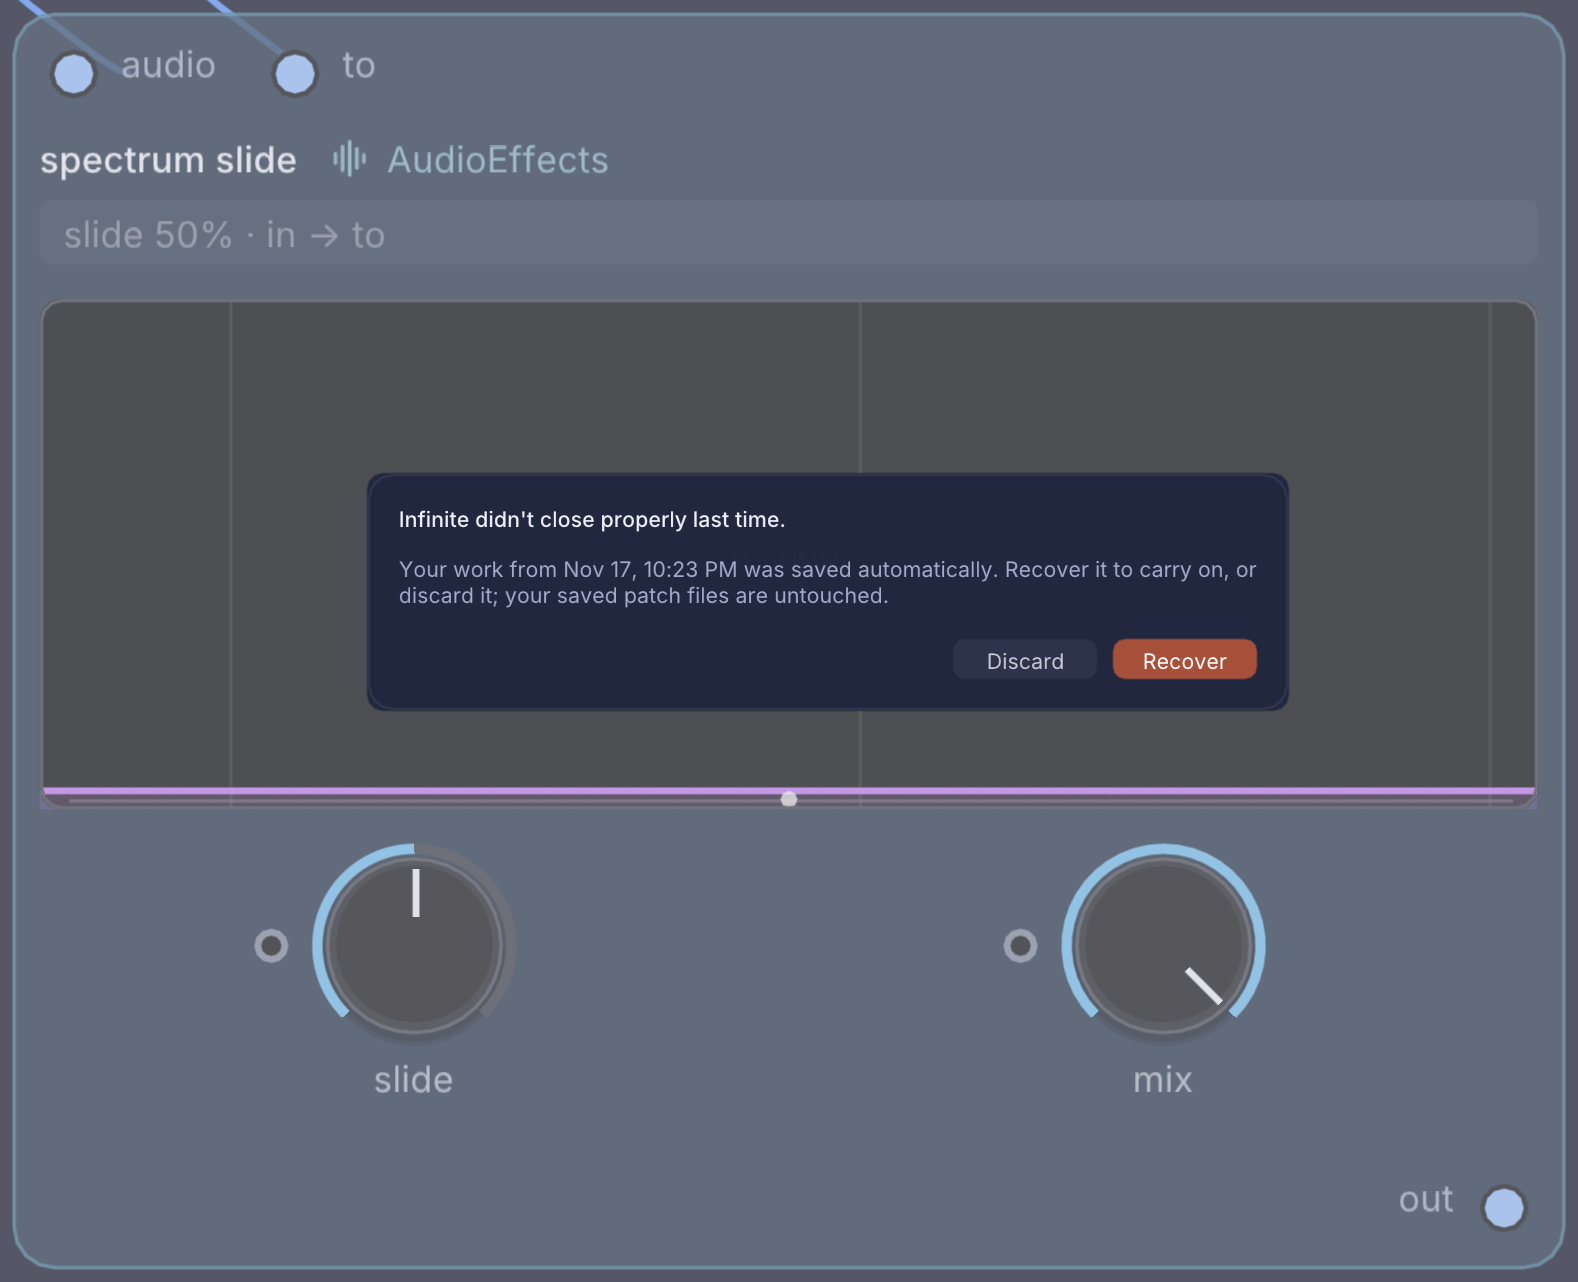 audio to
spectrum slide AudioEffects
slide 50% · in → to
Infinite didn't close properly last time.
Your work from Nov 17, 10:23 PM was saved automatically. Recover it to carry on, or
discard it; your saved patch files are untouched.
Discard Recover
slide mix
out